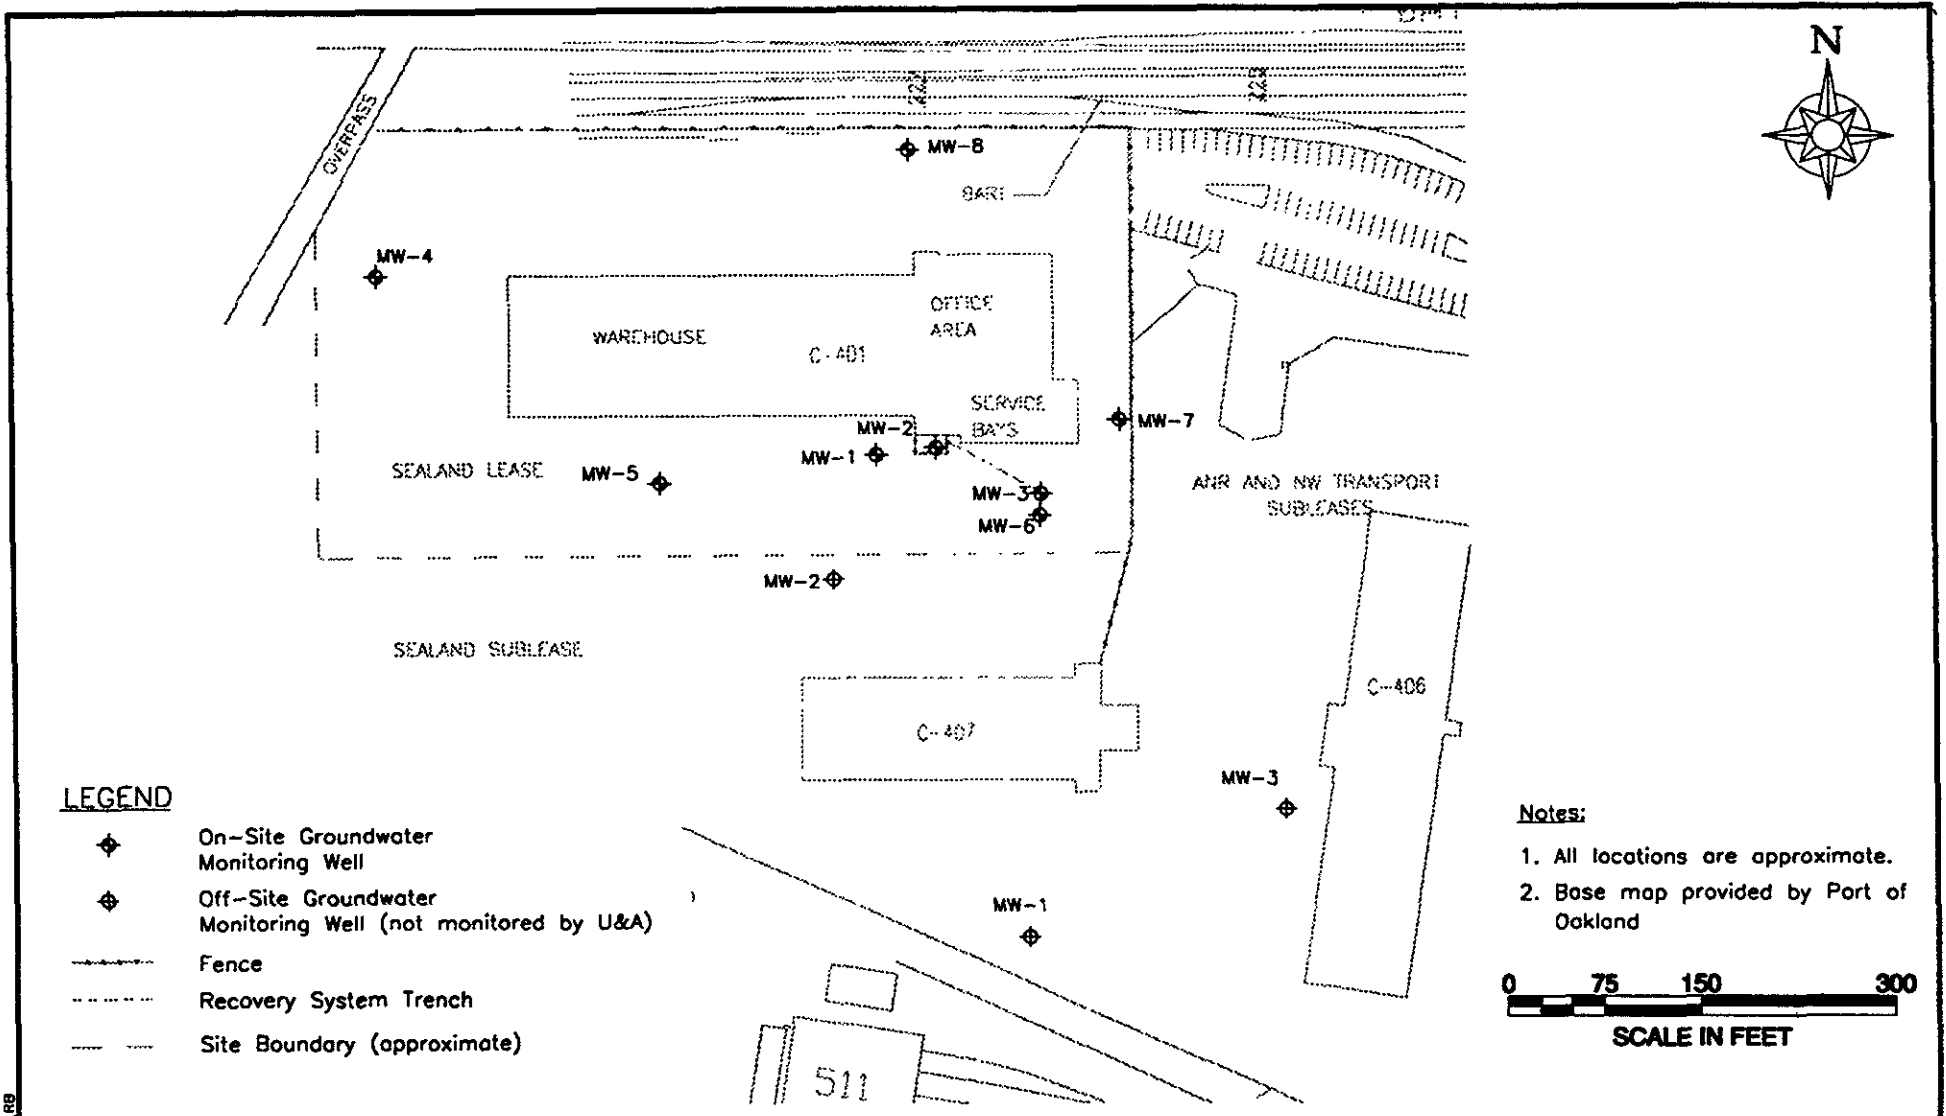 N
OVERPASS
MW-8
BART
MW-4
OFFICE
AREA
WAREHOUSE
C-401
SERVICE
BAYS
MW-2
MW-7
MW-1
SEALAND LEASE
MW-5
MW-3
ANR AND NW TRANSPORT
SUBLEASES
MW-6
MW-2
SEALAND SUBLEASE
C-406
C-407
MW-3
LEGEND
On-Site Groundwater
Monitoring Well
Off-Site Groundwater
Monitoring Well (not monitored by U&A)
Fence
Recovery System Trench
Site Boundary (approximate)
MW-1
511
Notes:
1. All locations are approximate.
2. Base map provided by Port of
Oakland
0 75 150 300
SCALE IN FEET
RB